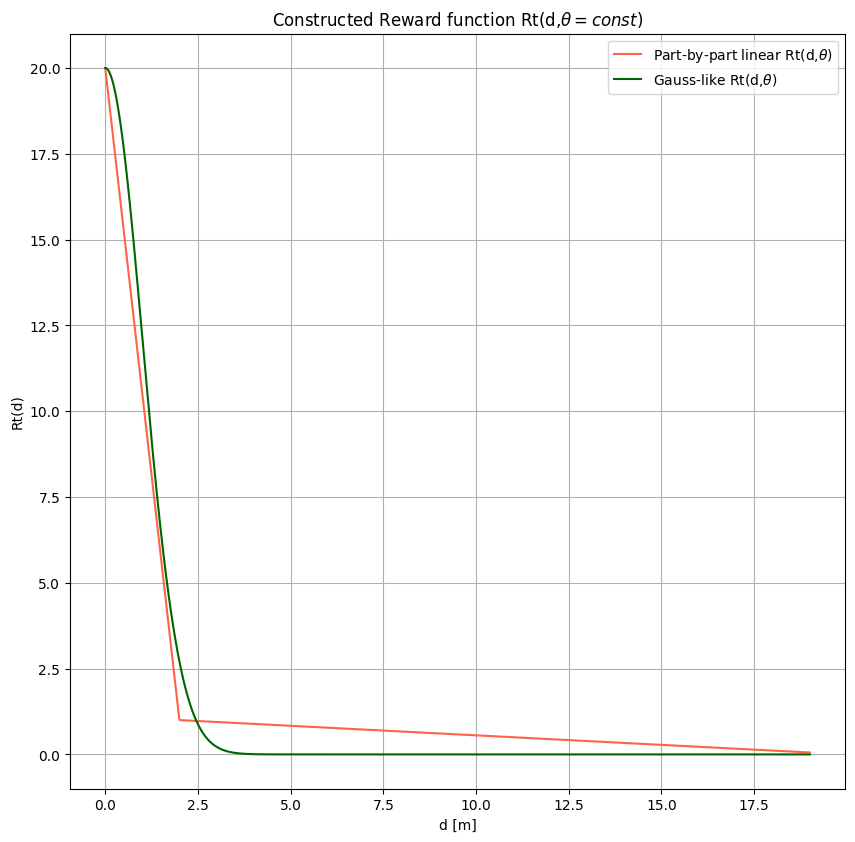 Constructed Reward function Rt(d,θ = const)
Part-by-part linear Rt(d,θ)
Gauss-like Rt(d,θ)
20.0
17.5
15.0
12.5
10.0
7.5
5.0
2.5
0.0
Rt(d)
0.0 2.5 5.0 7.5 10.0 12.5 15.0 17.5
d [m]